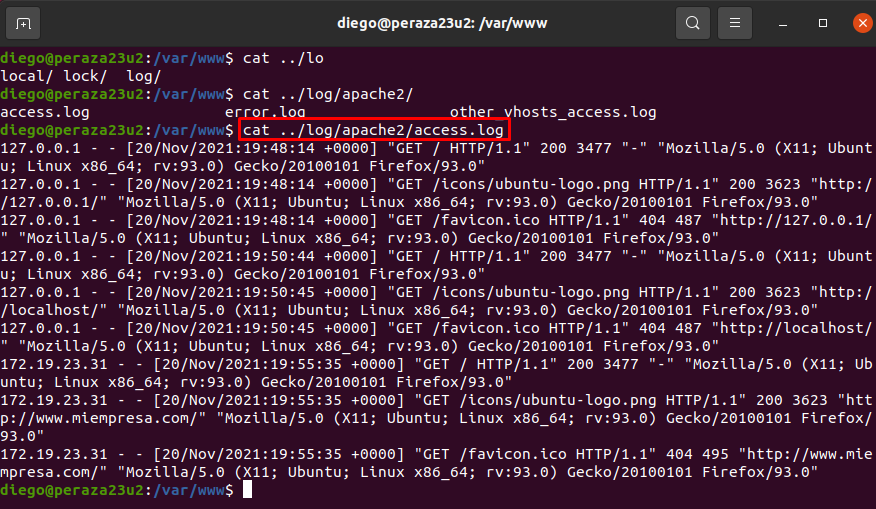 diego@peraza23u2: /var/www
diego@peraza23u2:/var/www$ cat ../lo
local/ lock/  log/
diego@peraza23u2:/var/www$ cat ../log/apache2/
access.log               error.log                other_vhosts_access.log
diego@peraza23u2:/var/www$ cat ../log/apache2/access.log
127.0.0.1 - - [20/Nov/2021:19:48:14 +0000] "GET / HTTP/1.1" 200 3477 "-" "Mozilla/5.0 (X11; Ubunt
u; Linux x86_64; rv:93.0) Gecko/20100101 Firefox/93.0"
127.0.0.1 - - [20/Nov/2021:19:48:14 +0000] "GET /icons/ubuntu-logo.png HTTP/1.1" 200 3623 "http:/
/127.0.0.1/" "Mozilla/5.0 (X11; Ubuntu; Linux x86_64; rv:93.0) Gecko/20100101 Firefox/93.0"
127.0.0.1 - - [20/Nov/2021:19:48:14 +0000] "GET /favicon.ico HTTP/1.1" 404 487 "http://127.0.0.1/
" "Mozilla/5.0 (X11; Ubuntu; Linux x86_64; rv:93.0) Gecko/20100101 Firefox/93.0"
127.0.0.1 - - [20/Nov/2021:19:50:44 +0000] "GET / HTTP/1.1" 200 3477 "-" "Mozilla/5.0 (X11; Ubunt
u; Linux x86_64; rv:93.0) Gecko/20100101 Firefox/93.0"
127.0.0.1 - - [20/Nov/2021:19:50:45 +0000] "GET /icons/ubuntu-logo.png HTTP/1.1" 200 3623 "http:/
/localhost/" "Mozilla/5.0 (X11; Ubuntu; Linux x86_64; rv:93.0) Gecko/20100101 Firefox/93.0"
127.0.0.1 - - [20/Nov/2021:19:50:45 +0000] "GET /favicon.ico HTTP/1.1" 404 487 "http://localhost/
" "Mozilla/5.0 (X11; Ubuntu; Linux x86_64; rv:93.0) Gecko/20100101 Firefox/93.0"
172.19.23.31 - - [20/Nov/2021:19:55:35 +0000] "GET / HTTP/1.1" 200 3477 "-" "Mozilla/5.0 (X11; Ub
untu; Linux x86_64; rv:93.0) Gecko/20100101 Firefox/93.0"
172.19.23.31 - - [20/Nov/2021:19:55:35 +0000] "GET /icons/ubuntu-logo.png HTTP/1.1" 200 3623 "htt
p://www.miempresa.com/" "Mozilla/5.0 (X11; Ubuntu; Linux x86_64; rv:93.0) Gecko/20100101 Firefox/
93.0"
172.19.23.31 - - [20/Nov/2021:19:55:35 +0000] "GET /favicon.ico HTTP/1.1" 404 495 "http://www.mie
mpresa.com/" "Mozilla/5.0 (X11; Ubuntu; Linux x86_64; rv:93.0) Gecko/20100101 Firefox/93.0"
diego@peraza23u2:/var/www$